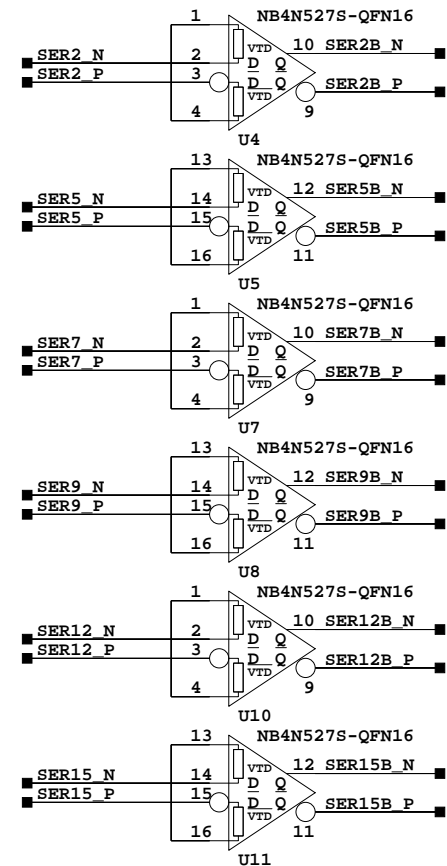 1 NB4N527S-QFN16
VTD 10 SER2B_N
SER2_N 2 D Q
SER2_P 3 D Q SER2B_P
VTD
4 9
U4
13 NB4N527S-QFN16
VTD 12 SER5B_N
SER5_N 14 D Q
SER5_P 15 D Q SER5B_P
VTD
16 11
U5
1 NB4N527S-QFN16
VTD 10 SER7B_N
SER7_N 2 D Q
SER7_P 3 D Q SER7B_P
VTD
4 9
U7
13 NB4N527S-QFN16
VTD 12 SER9B_N
SER9_N 14 D Q
SER9_P 15 D Q SER9B_P
VTD
16 11
U8
1 NB4N527S-QFN16
VTD 10 SER12B_N
SER12_N 2 D Q
SER12_P 3 D Q SER12B_P
VTD
4 9
U10
13 NB4N527S-QFN16
VTD 12 SER15B_N
SER15_N 14 D Q
SER15_P 15 D Q SER15B_P
VTD
16 11
U11